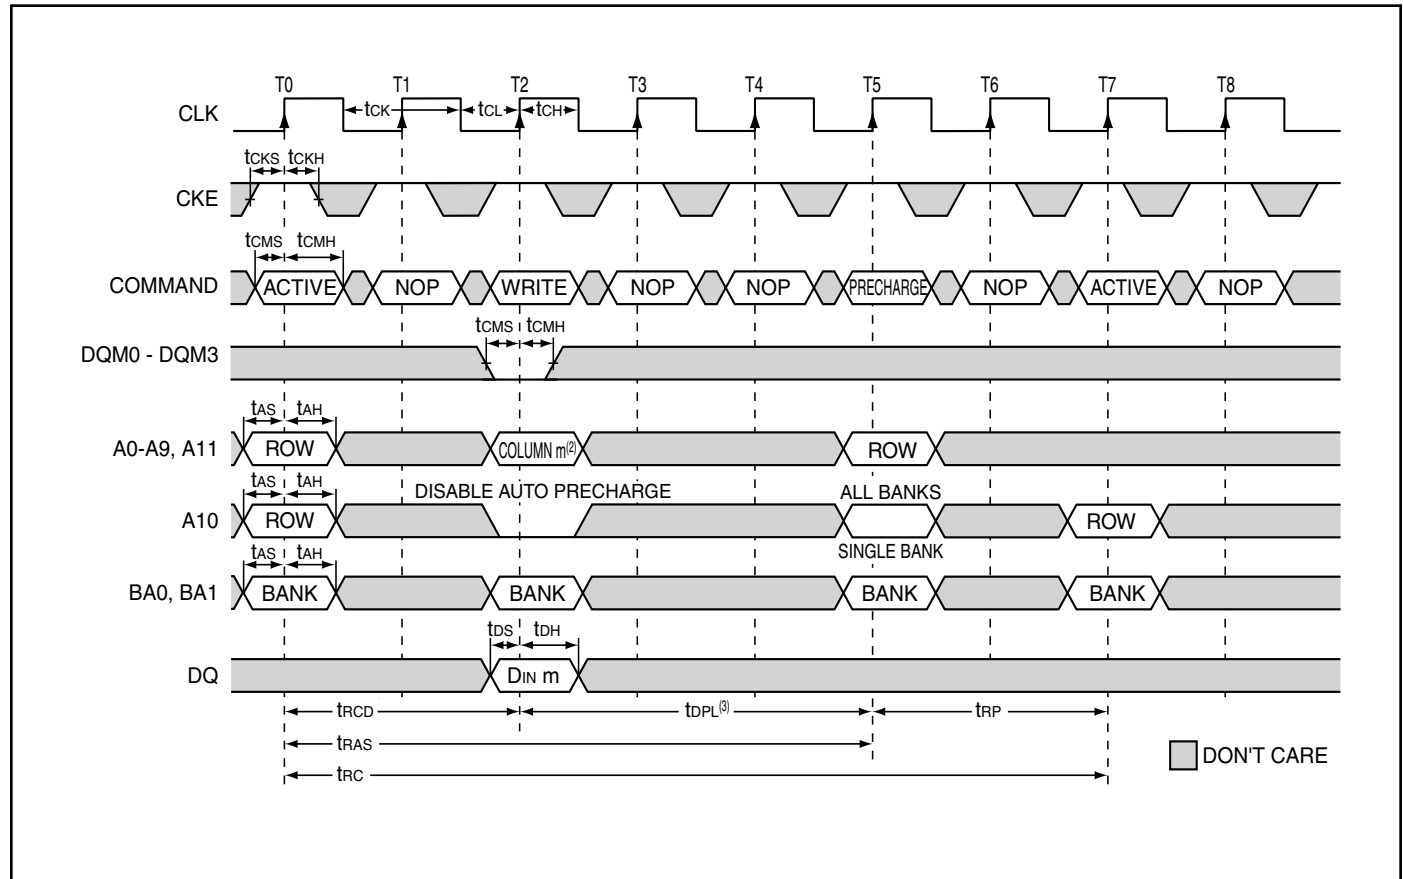 T0 T1 T2 T3 T4 T5 T6 T7 T8
CLK tCK tCL tCH
tCKS tCKH
CKE
tCMS tCMH
COMMAND ACTIVE NOP WRITE NOP NOP PRECHARGE NOP ACTIVE NOP
tCMS tCMH
DQM0 - DQM3
tAS tAH
A0-A9, A11 ROW COLUMN m(2) ROW
tAS tAH DISABLE AUTO PRECHARGE ALL BANKS
A10 ROW ROW
tAS tAH SINGLE BANK
BA0, BA1 BANK BANK BANK BANK
tDS tDH
DQ DIN m
tRCD tDPL(3) tRP
tRAS
tRC
DON'T CARE